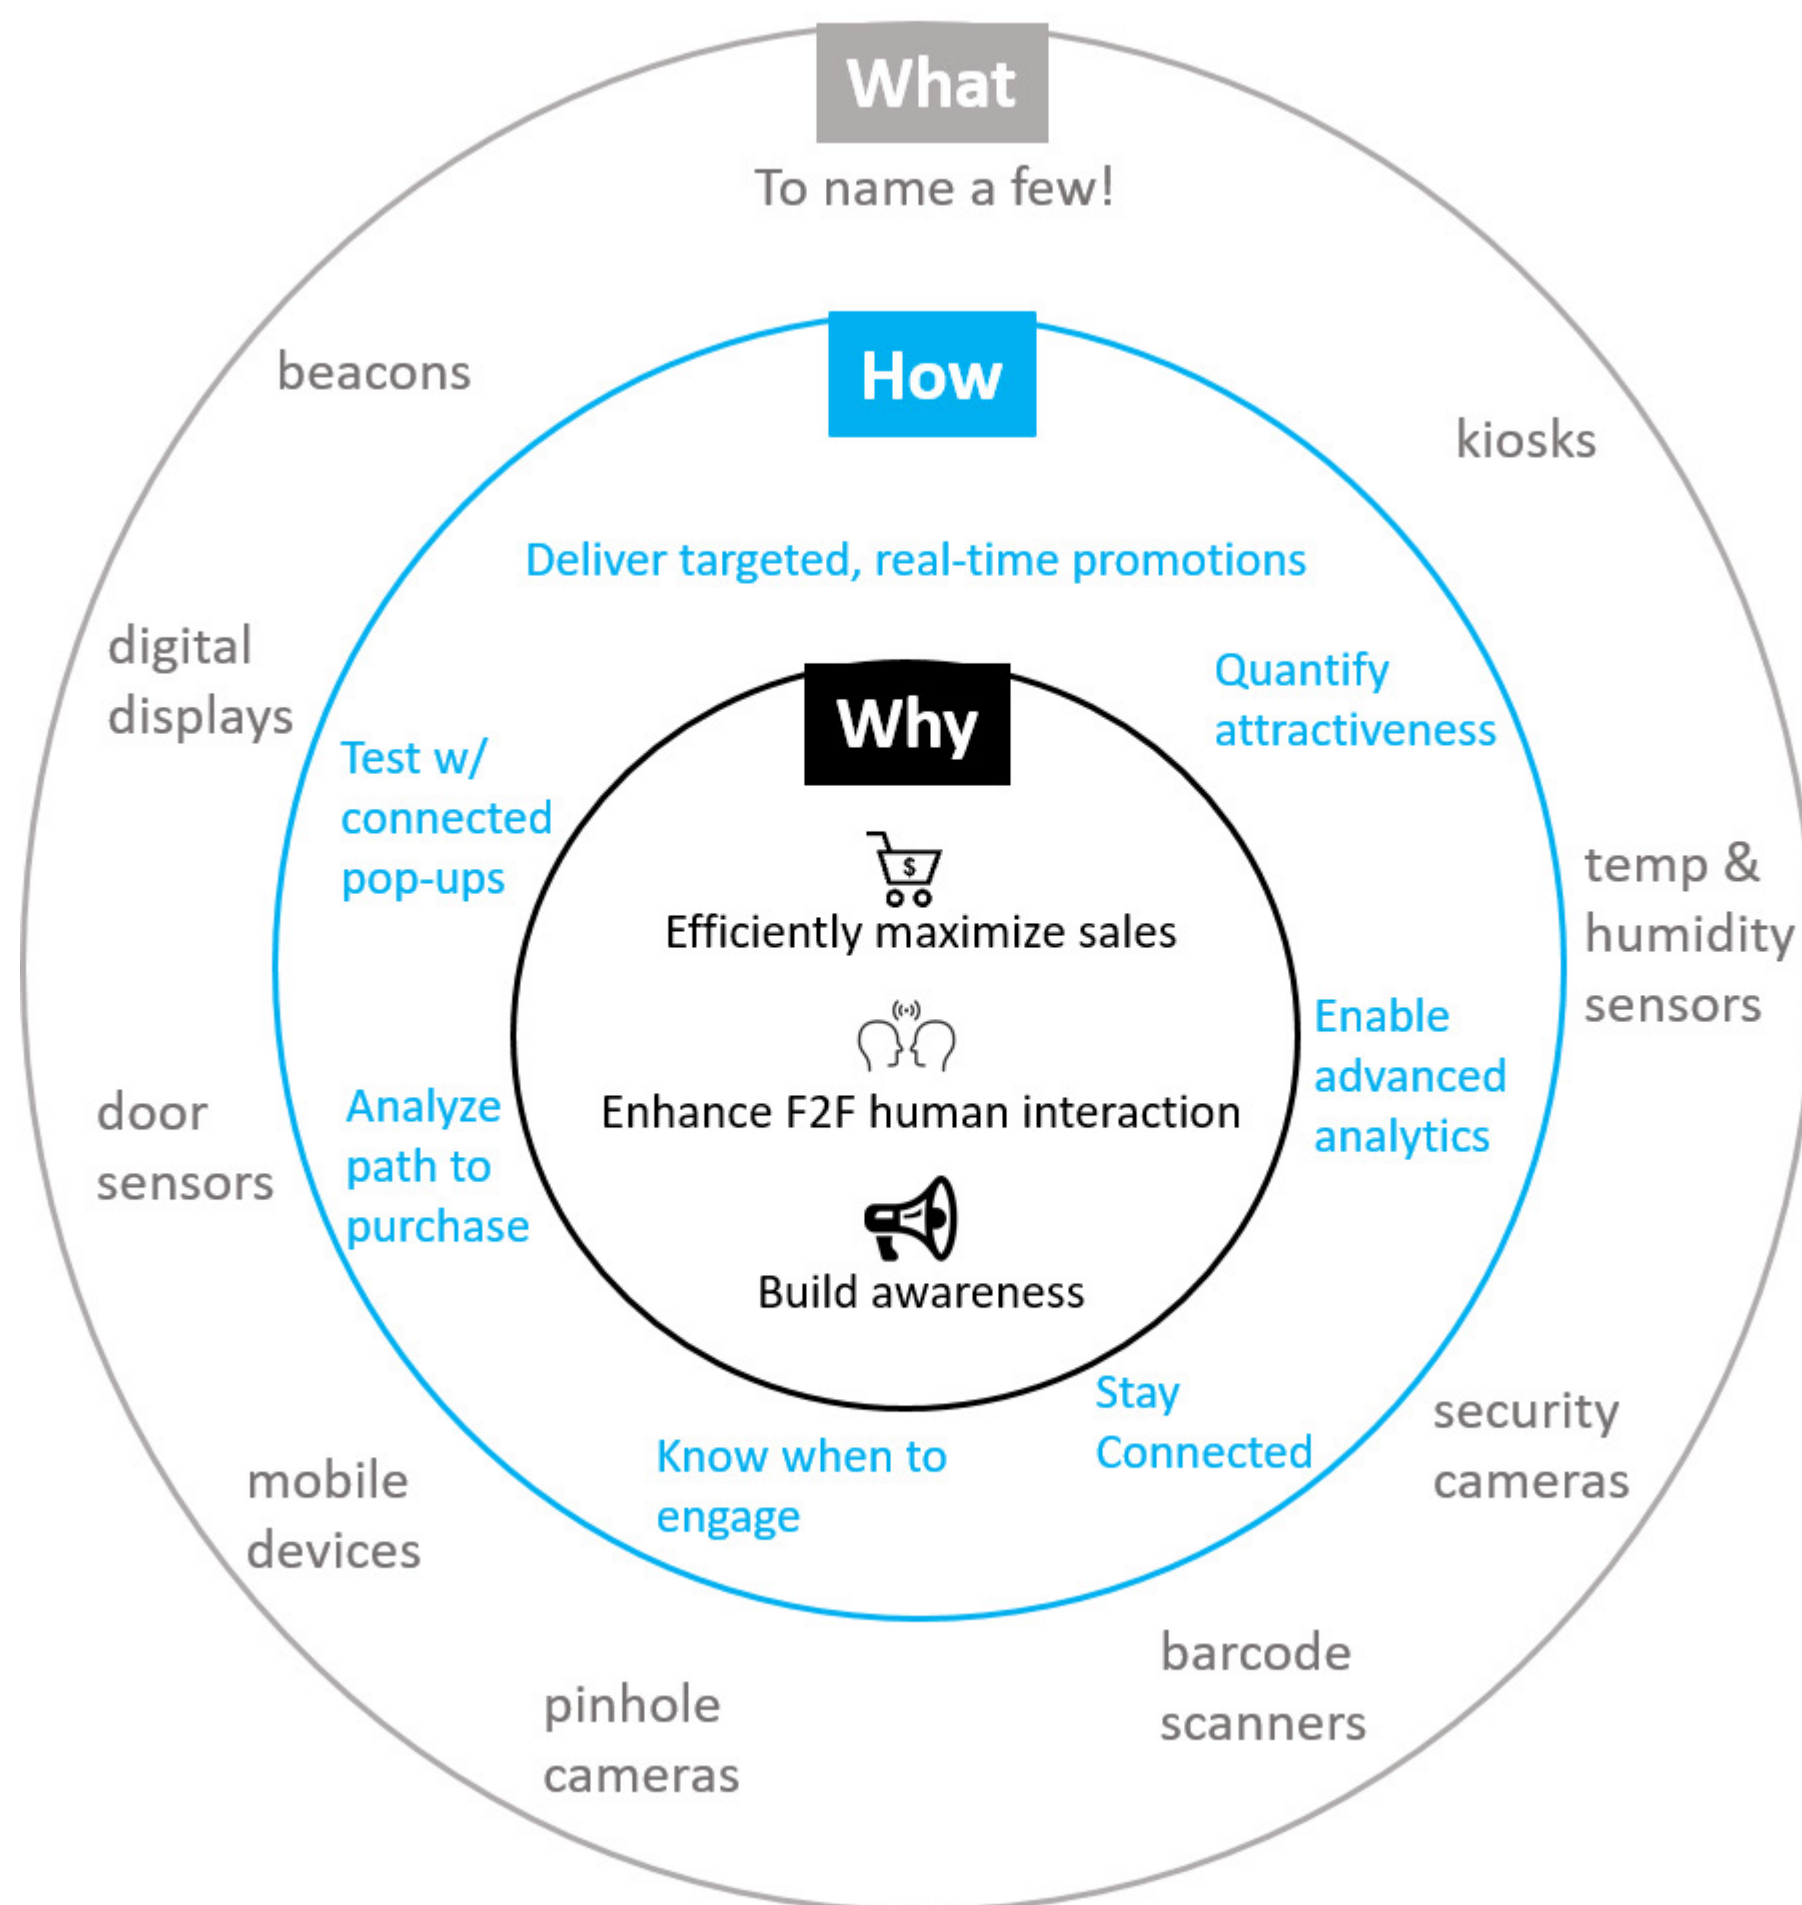 What
To name a few!
beacons
kiosks
digital
displays
temp &
humidity
sensors
door
sensors
security
cameras
mobile
devices
barcode
scanners
pinhole
cameras
How
Deliver targeted, real-time promotions
Quantify
attractiveness
Test w/
connected
pop-ups
Enable
advanced
analytics
Analyze
path to
purchase
Stay
Connected
Know when to
engage
Why
$
Efficiently maximize sales
Enhance F2F human interaction
Build awareness